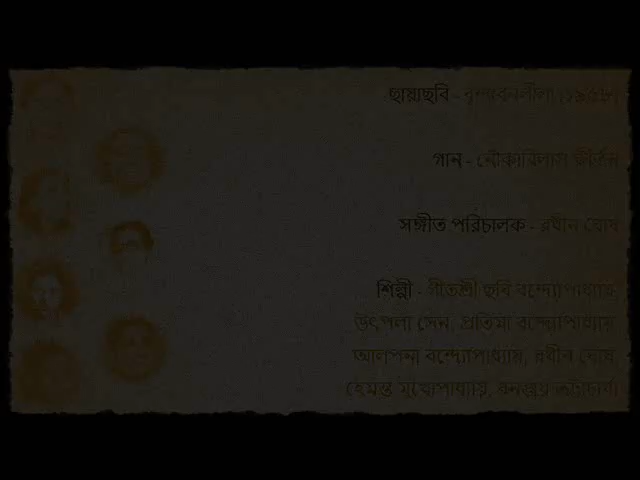 ছায়াছবি - বৃন্দাবনলীলা (১৯৫৮)
গান - নৌকাবিলাস কীর্তন
সঙ্গীত পরিচালক - রথীন ঘোষ
শিল্পী - গীতশ্রী ছবি বন্দ্যোপাধ্যায়,
উৎপলা সেন, প্রতিমা বন্দ্যোপাধ্যায়,
আলপনা বন্দ্যোপাধ্যায়, রথীন ঘোষ,
হেমন্ত মুখোপাধ্যায়, ধনঞ্জয় ভট্টাচার্য্য